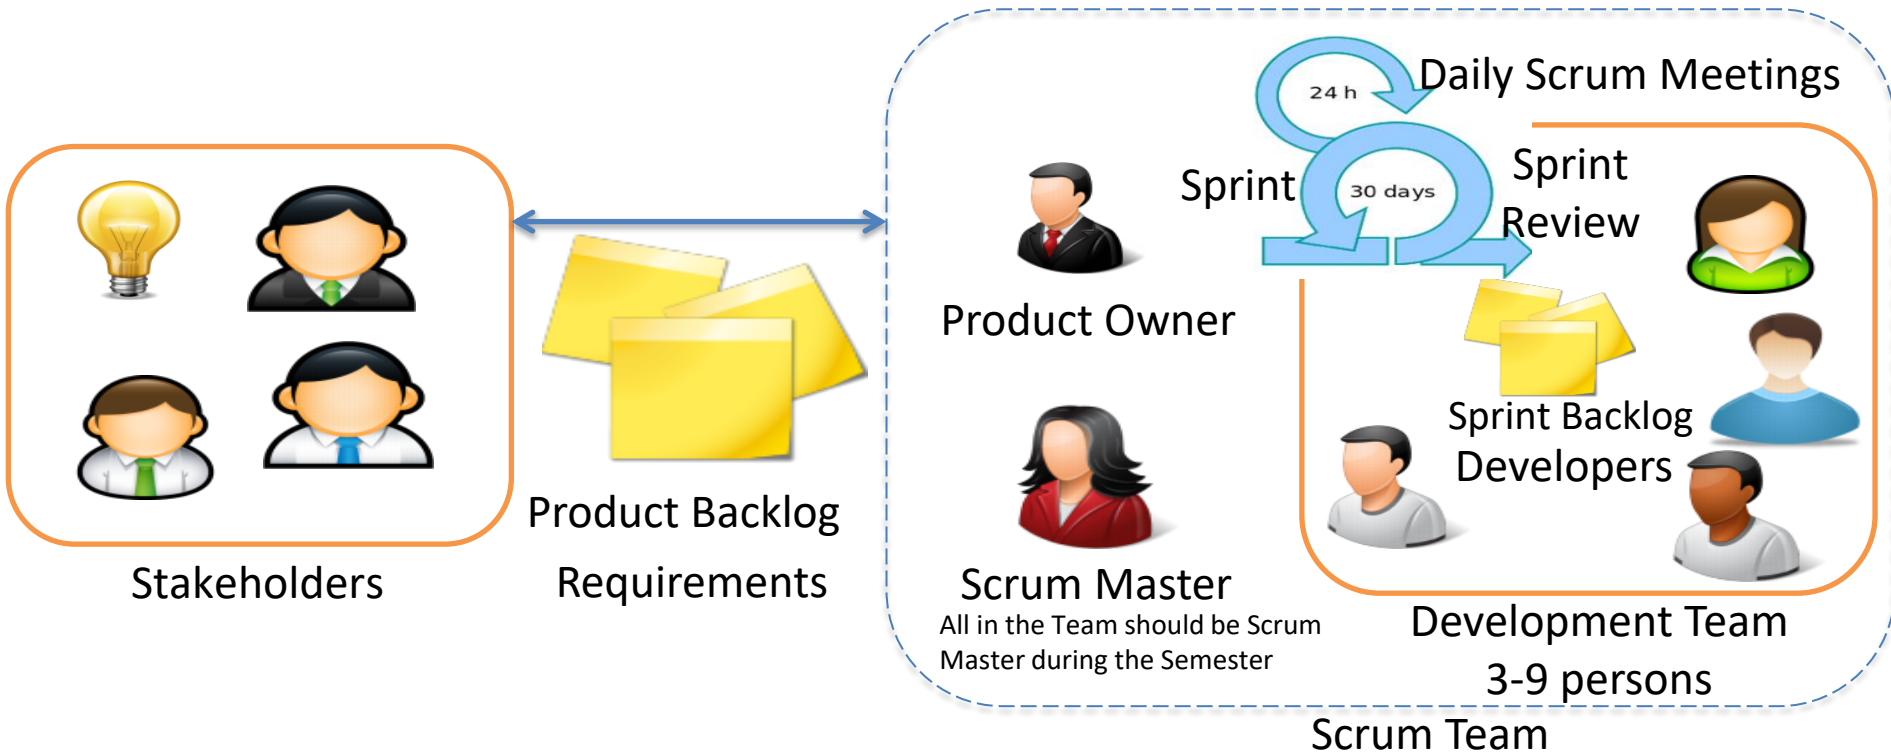 Stakeholders
Product Backlog
Requirements
Product Owner
Scrum Master
All in the Team should be Scrum
Master during the Semester
24 h
Daily Scrum Meetings
Sprint
30 days
Sprint
Review
Sprint Backlog
Developers
Development Team
3-9 persons
Scrum Team